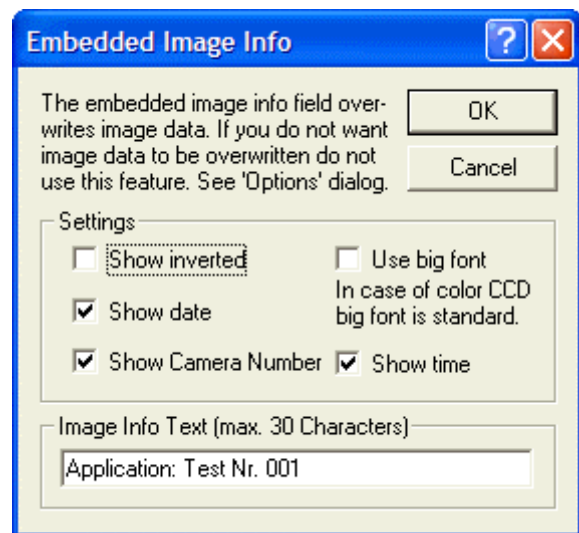 Embedded Image Info
The embedded image info field over-
writes image data. If you do not want
image data to be overwritten do not
use this feature. See 'Options' dialog.
OK
Cancel
Settings
Show inverted
Use big font
In case of color CCD
big font is standard.
Show date
Show Camera Number
Show time
Image Info Text (max. 30 Characters)
Application: Test Nr. 001